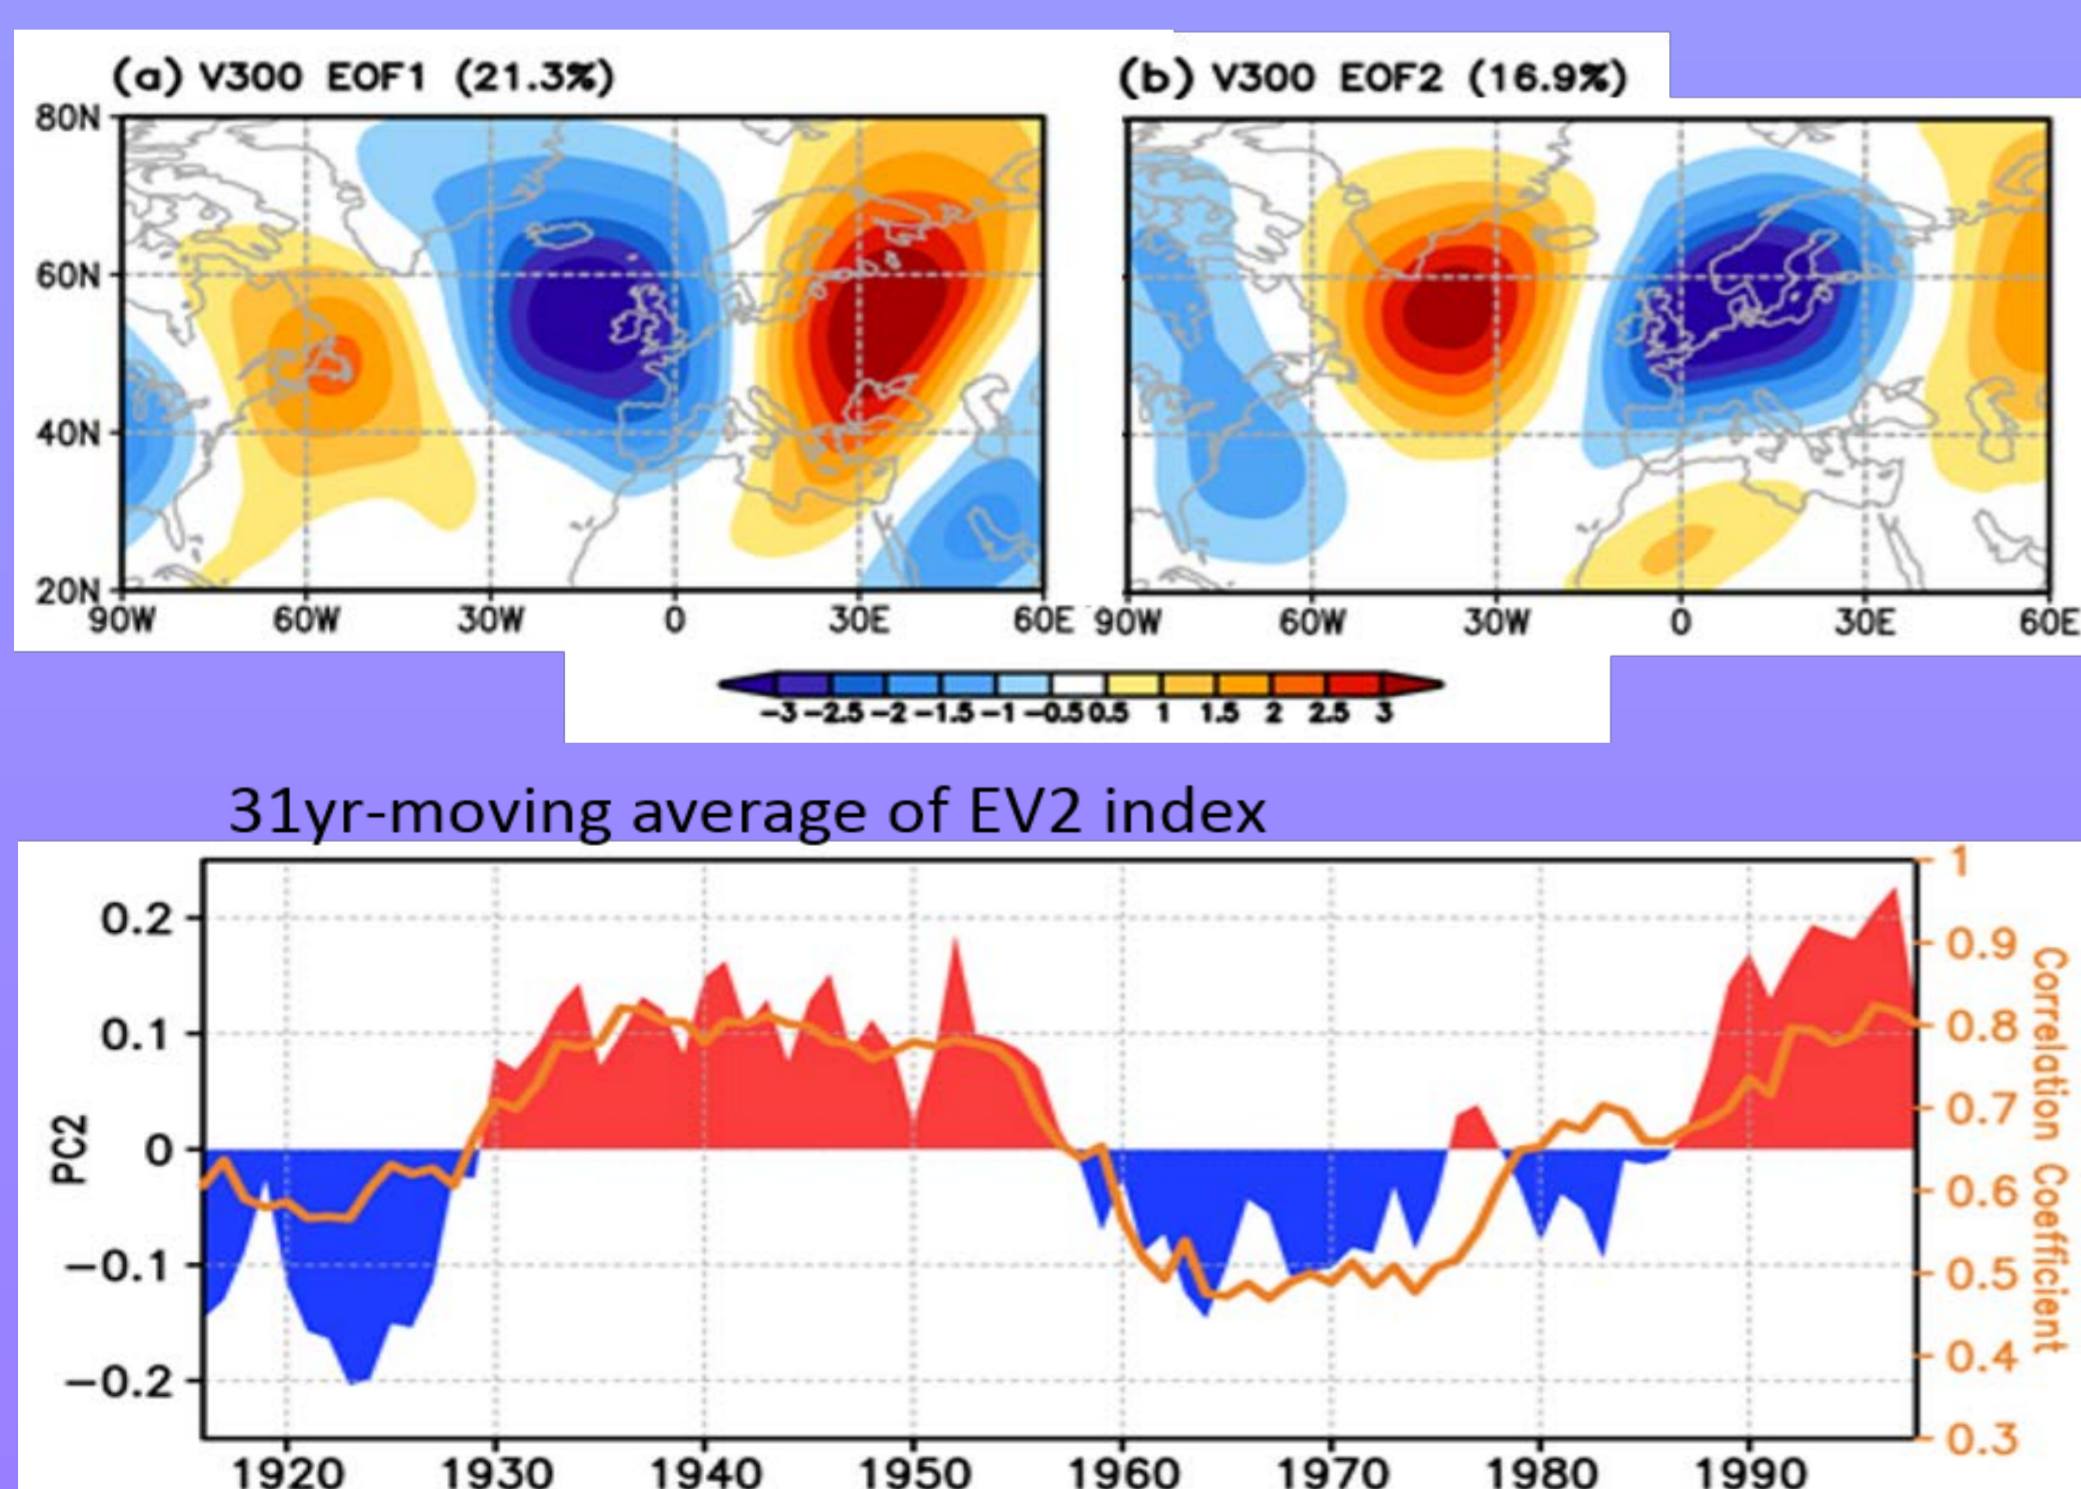 (a) V300 EOF1 (21.3%)
(b) V300 EOF2 (16.9%)
80N
60N
40N
20N
90W 60W 30W 0 30E 60E
90W 60W 30W 0 30E 60E
-3 -2.5 -2 -1.5 -1 -0.5 0.5 1 1.5 2 2.5 3
31yr-moving average of EV2 index
PC2
0.2
0.1
0
-0.1
-0.2
1
0.9
0.8
0.7
0.6
0.5
0.4
0.3
Correlation Coefficient
1920 1930 1940 1950 1960 1970 1980 1990